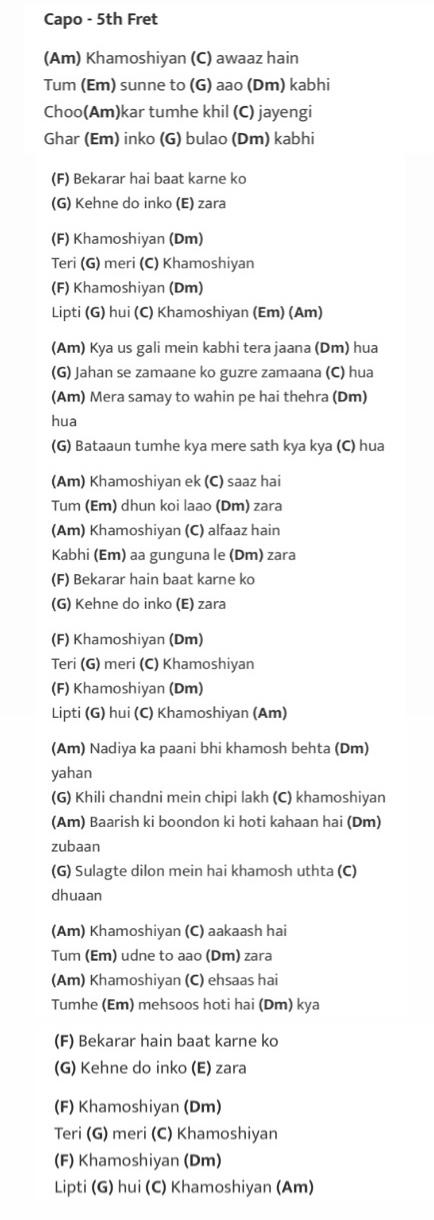 Capo - 5th Fret
(Am) Khamoshiyan (C) awaaz hain
Tum (Em) sunne to (G) aao (Dm) kabhi
Choo(Am)kar tumhe khil (C) jayengi
Ghar (Em) inko (G) bulao (Dm) kabhi
(F) Bekarar hai baat karne ko
(G) Kehne do inko (E) zara
(F) Khamoshiyan (Dm)
Teri (G) meri (C) Khamoshiyan
(F) Khamoshiyan (Dm)
Lipti (G) hui (C) Khamoshiyan (Em) (Am)
(Am) Kya us gali mein kabhi tera jaana (Dm) hua
(G) Jahan se zamaane ko guzre zamaana (C) hua
(Am) Mera samay to wahin pe hai thehra (Dm)
hua
(G) Bataaun tumhe kya mere sath kya kya (C) hua
(Am) Khamoshiyan ek (C) saaz hai
Tum (Em) dhun koi laao (Dm) zara
(Am) Khamoshiyan (C) alfaaz hain
Kabhi (Em) aa gunguna le (Dm) zara
(F) Bekarar hain baat karne ko
(G) Kehne do inko (E) zara
(F) Khamoshiyan (Dm)
Teri (G) meri (C) Khamoshiyan
(F) Khamoshiyan (Dm)
Lipti (G) hui (C) Khamoshiyan (Am)
(Am) Nadiya ka paani bhi khamosh behta (Dm)
yahan
(G) Khili chandni mein chipi lakh (C) khamoshiyan
(Am) Baarish ki boondon ki hoti kahaan hai (Dm)
zubaan
(G) Sulagte dilon mein hai khamosh uthta (C)
dhuaan
(Am) Khamoshiyan (C) aakaash hai
Tum (Em) udne to aao (Dm) zara
(Am) Khamoshiyan (C) ehsaas hai
Tumhe (Em) mehsoos hoti hai (Dm) kya
(F) Bekarar hain baat karne ko
(G) Kehne do inko (E) zara
(F) Khamoshiyan (Dm)
Teri (G) meri (C) Khamoshiyan
(F) Khamoshiyan (Dm)
Lipti (G) hui (C) Khamoshiyan (Am)